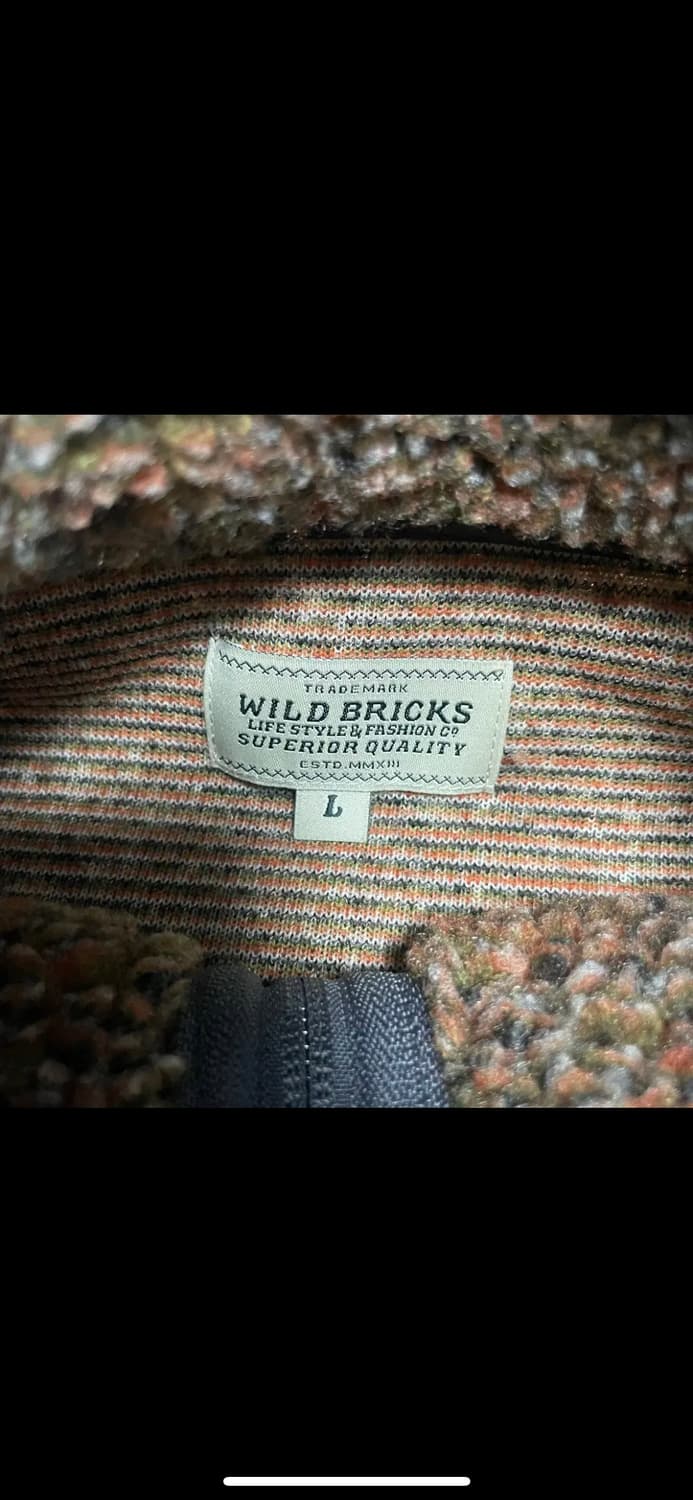 TRADEMARK
WILD BRICKS
LIFE STYLE & FASHION Cº
SUPERIOR QUALITY
ESTD.MMXIII
L